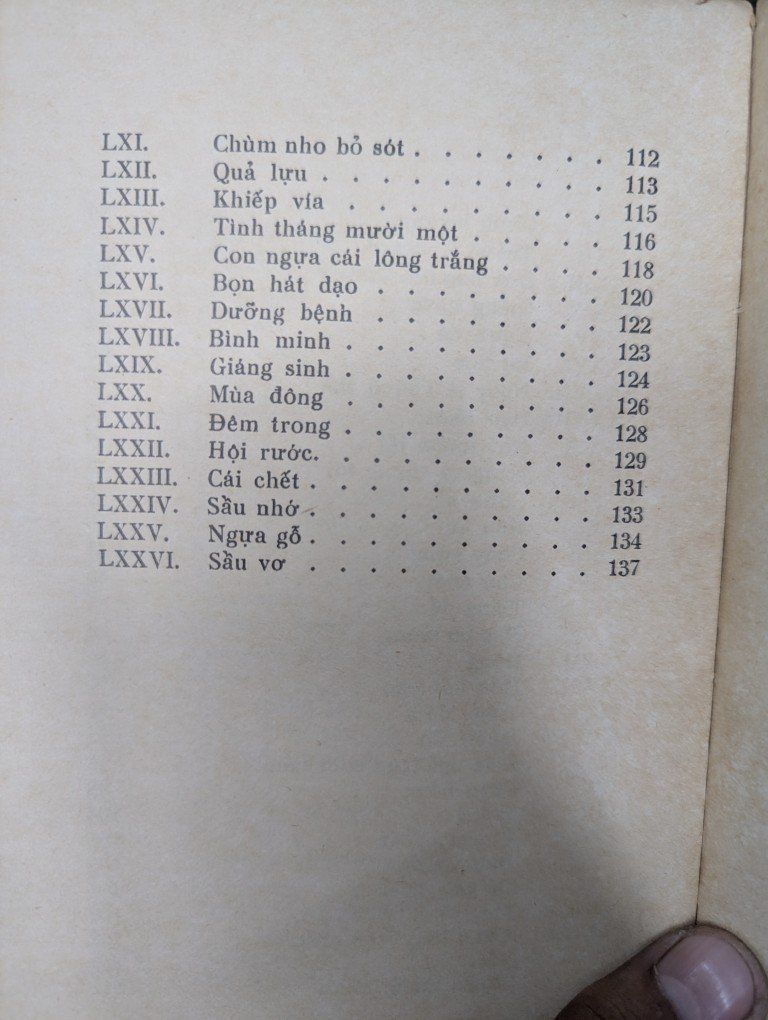 LXI. Chùm nho bỏ sót . . . . . . . 112
LXII. Quả lựu . . . . . . . . . . 113
LXIII. Khiếp vía . . . . . . . . . 115
LXIV. Tình tháng mười một . . . . . 116
LXV. Con ngựa cái lông trắng . . . . 118
LXVI. Bọn hát dạo . . . . . . . . 120
LXVII. Dưỡng bệnh . . . . . . . . 122
LXVIII. Bình minh . . . . . . . . . 123
LXIX. Giáng sinh . . . . . . . . . 124
LXX. Mùa đông . . . . . . . . 126
LXXI. Đêm trong . . . . . . . . . 128
LXXII. Hội rước. . . . . . . . . . 129
LXXIII. Cái chết . . . . . . . . . . 131
LXXIV. Sầu nhớ . . . . . . . . . . 133
LXXV. Ngựa gỗ . . . . . . . . . . 134
LXXVI. Sầu vơ . . . . . . . . . . 137